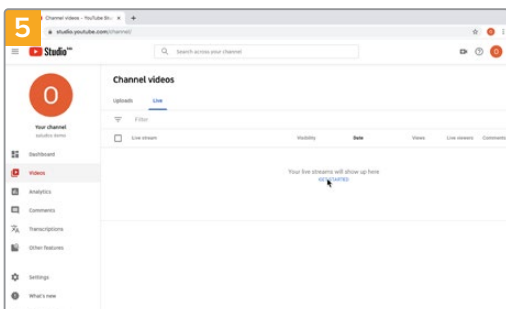 5
Channel videos - YouTube Stu
studio.youtube.com/channel/
Studio
Search across your channel
Your channel
Channel videos
Uploads Live
Filter
Live stream Visibility Date Views Live viewers Comments
Your live streams will show up here
GET STARTED
Dashboard
Videos
Analytics
Comments
Transcriptions
Other features
Settings
What's new